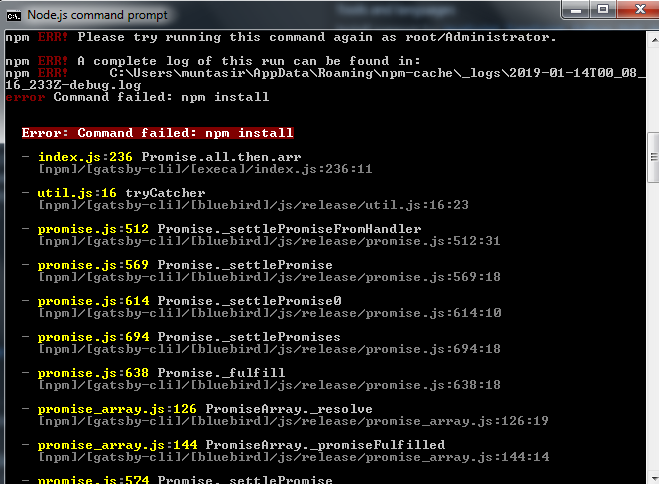 Node.js command prompt
npm ERR! Please try running this command again as root/Administrator.
npm ERR! A complete log of this run can be found in:
npm ERR!     C:\Users\muntasir\AppData\Roaming\npm-cache\_logs\2019-01-14T00_08_
16_233Z-debug.log
error Command failed: npm install
Error: Command failed: npm install
- index.js:236 Promise.all.then.arr
[npm]/[gatsby-cli]/[execa]/index.js:236:11
- util.js:16 tryCatcher
[npm]/[gatsby-cli]/[bluebird]/js/release/util.js:16:23
- promise.js:512 Promise._settlePromiseFromHandler
[npm]/[gatsby-cli]/[bluebird]/js/release/promise.js:512:31
- promise.js:569 Promise._settlePromise
[npm]/[gatsby-cli]/[bluebird]/js/release/promise.js:569:18
- promise.js:614 Promise._settlePromise0
[npm]/[gatsby-cli]/[bluebird]/js/release/promise.js:614:10
- promise.js:694 Promise._settlePromises
[npm]/[gatsby-cli]/[bluebird]/js/release/promise.js:694:18
- promise.js:638 Promise._fulfill
[npm]/[gatsby-cli]/[bluebird]/js/release/promise.js:638:18
- promise_array.js:126 PromiseArray._resolve
[npm]/[gatsby-cli]/[bluebird]/js/release/promise_array.js:126:19
- promise_array.js:144 PromiseArray._promiseFulfilled
[npm]/[gatsby-cli]/[bluebird]/js/release/promise_array.js:144:14
- promise.js:574 Promise._settlePromise